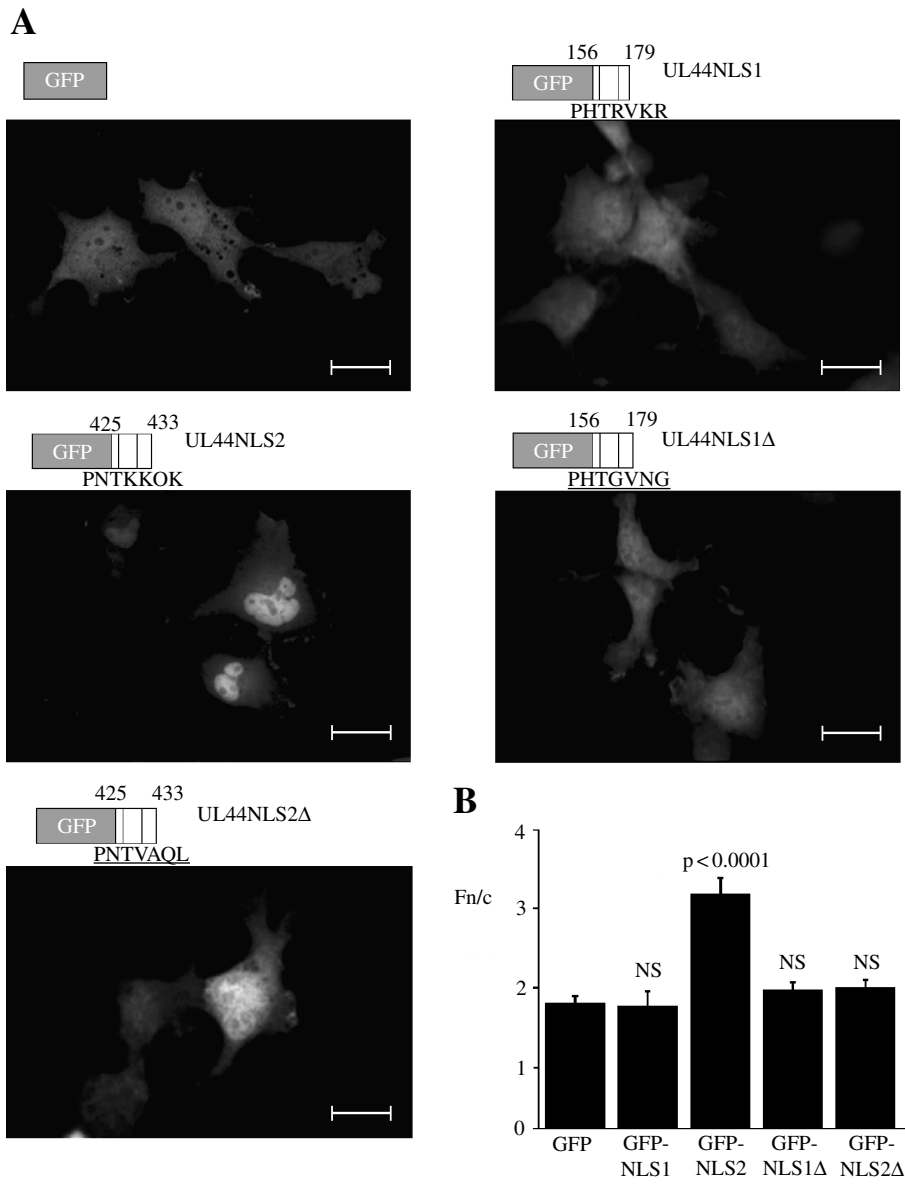 A
GFP
156 179
GFP
UL44NLS1
PHTRVKR
425 433
GFP
UL44NLS2
PNTKKOK
156 179
GFP
UL44NLS1Δ
PHTGVNG
425 433
GFP
UL44NLS2Δ
PNTVAQL
B
Fn/c
4
3
2
1
0
p<0.0001
NS
NS
NS
GFP
GFP-
NLS1
GFP-
NLS2
GFP-
NLS1Δ
GFP-
NLS2Δ